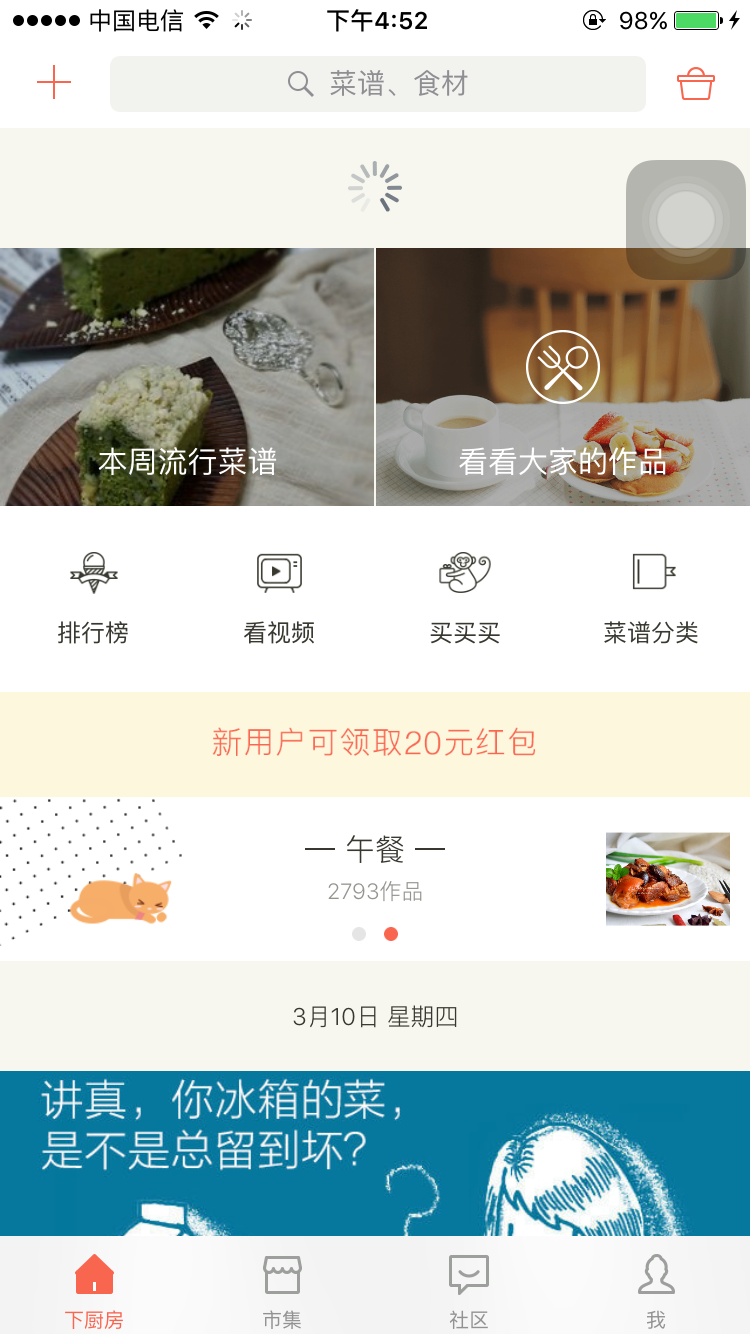 中国电信
下午4:52
98%
菜谱、食材
本周流行菜谱
看看大家的作品
排行榜
看视频
买买买
菜谱分类
新用户可领取20元红包
午餐
2793作品
3月10日 星期四
讲真，你冰箱的菜，
是不是总留到坏？
下厨房
市集
社区
我